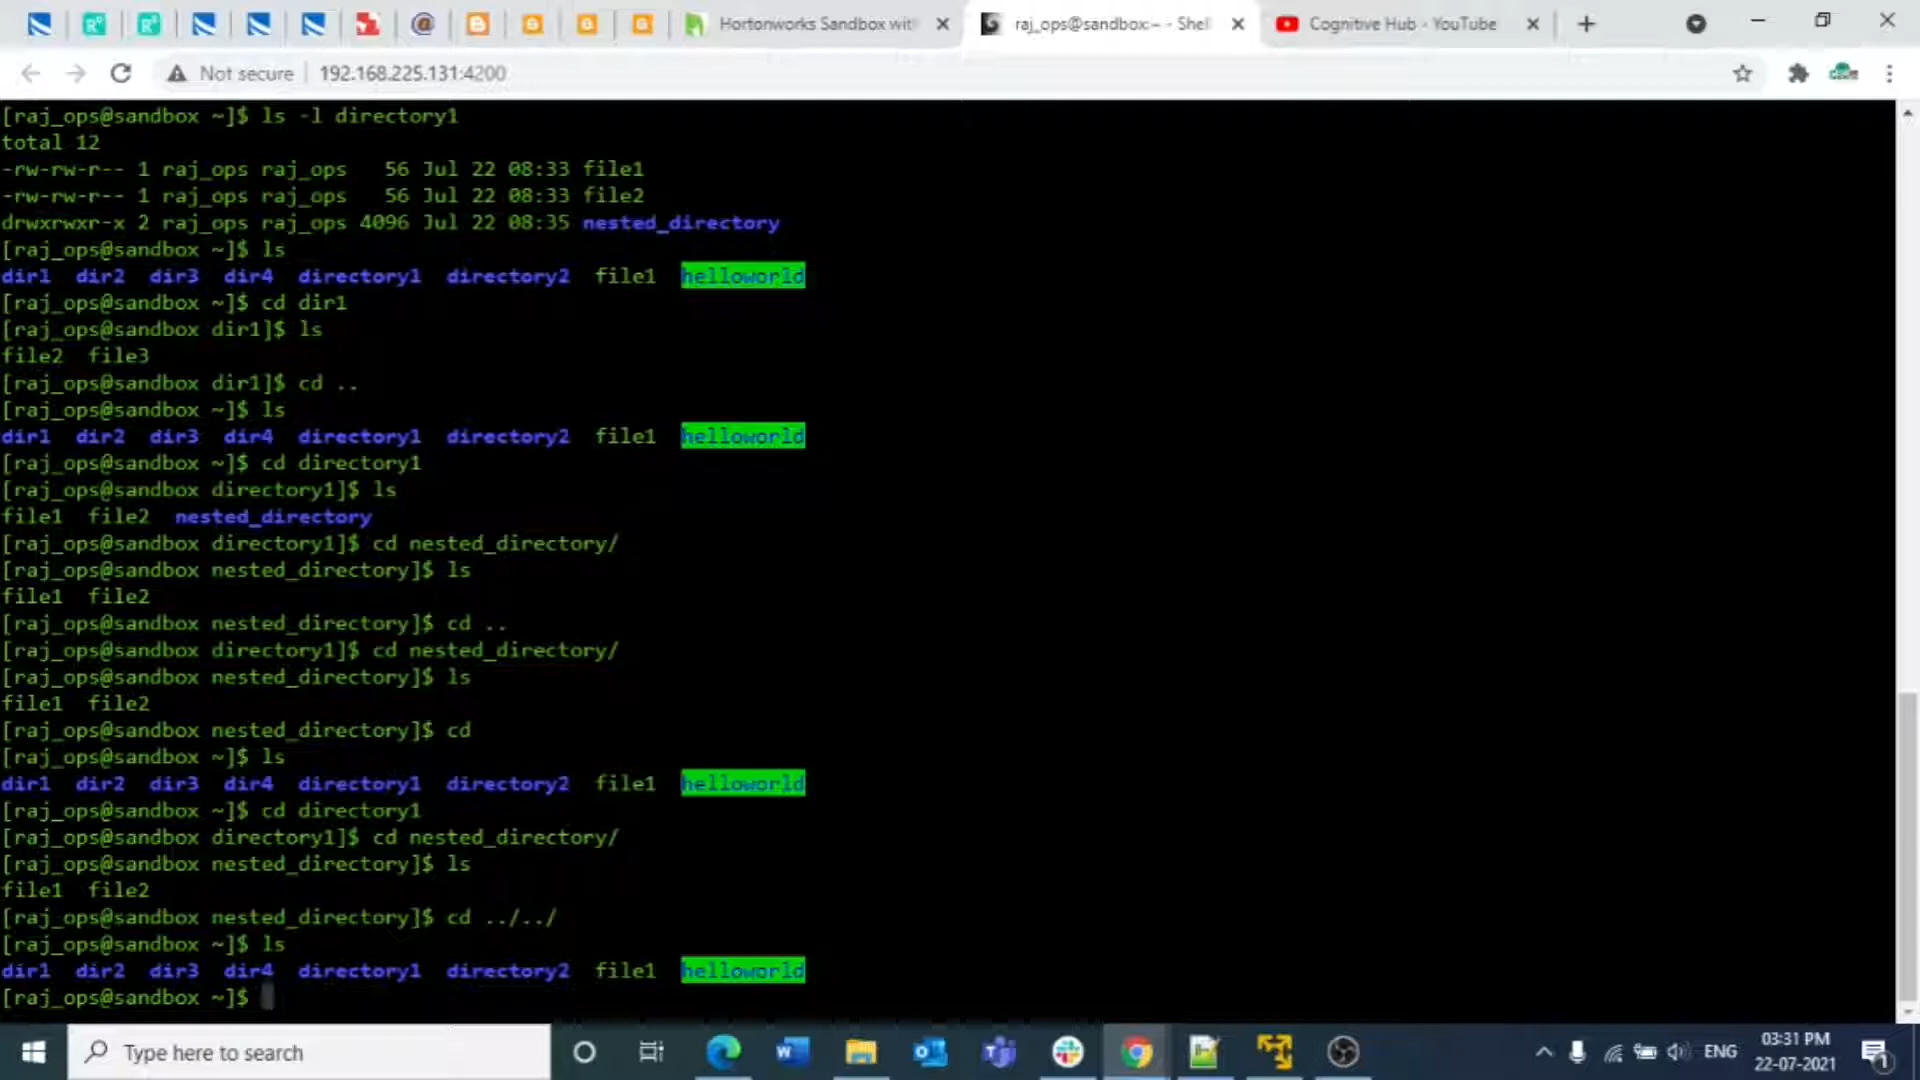 Hortonworks Sandbox wit
raj_ops@sandbox:~ - Shel
Cognitive Hub - YouTube
Not secure
192.168.225.131:4200
[raj_ops@sandbox ~]$ ls -l directory1
total 12
-rw-rw-r-- 1 raj_ops raj_ops   56 Jul 22 08:33 file1
-rw-rw-r-- 1 raj_ops raj_ops   56 Jul 22 08:33 file2
drwxrwxr-x 2 raj_ops raj_ops 4096 Jul 22 08:35 nested_directory
[raj_ops@sandbox ~]$ ls
dir1  dir2  dir3  dir4  directory1  directory2  file1  helloworld
[raj_ops@sandbox ~]$ cd dir1
[raj_ops@sandbox dir1]$ ls
file2  file3
[raj_ops@sandbox dir1]$ cd ..
[raj_ops@sandbox ~]$ ls
dir1  dir2  dir3  dir4  directory1  directory2  file1  helloworld
[raj_ops@sandbox ~]$ cd directory1
[raj_ops@sandbox directory1]$ ls
file1  file2  nested_directory
[raj_ops@sandbox directory1]$ cd nested_directory/
[raj_ops@sandbox nested_directory]$ ls
file1  file2
[raj_ops@sandbox nested_directory]$ cd ..
[raj_ops@sandbox directory1]$ cd nested_directory/
[raj_ops@sandbox nested_directory]$ ls
file1  file2
[raj_ops@sandbox nested_directory]$ cd
[raj_ops@sandbox ~]$ ls
dir1  dir2  dir3  dir4  directory1  directory2  file1  helloworld
[raj_ops@sandbox ~]$ cd directory1
[raj_ops@sandbox directory1]$ cd nested_directory/
[raj_ops@sandbox nested_directory]$ ls
file1  file2
[raj_ops@sandbox nested_directory]$ cd ../../
[raj_ops@sandbox ~]$ ls
dir1  dir2  dir3  dir4  directory1  directory2  file1  helloworld
[raj_ops@sandbox ~]$
Type here to search
ENG
03:31 PM
22-07-2021